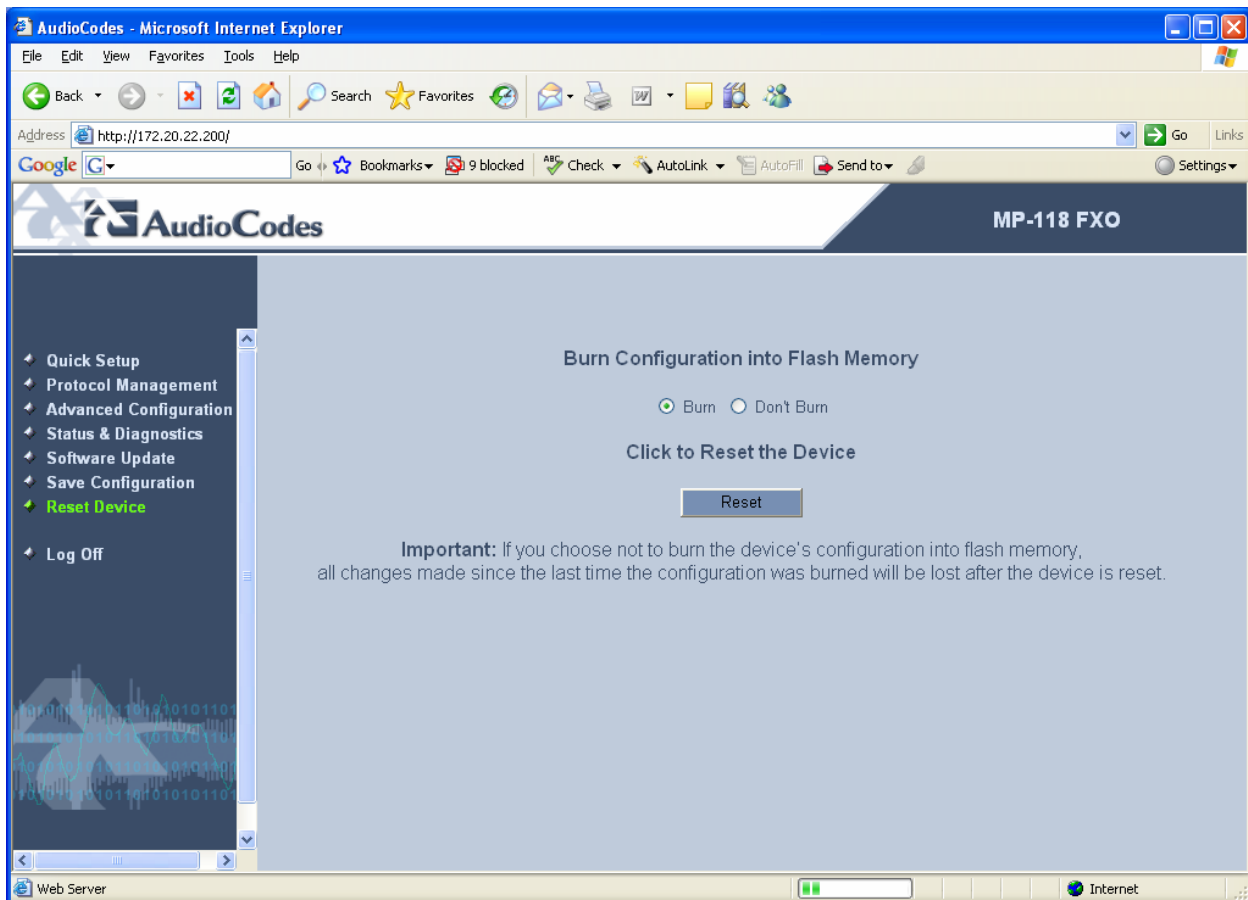 AudioCodes - Microsoft Internet Explorer
File Edit View Favorites Tools Help
Back Search Favorites
Address http://172.20.22.200/ Go Links
Google G Go Bookmarks 9 blocked ABC Check AutoLink AutoFill Send to Settings
AudioCodes MP-118 FXO
Quick Setup
Protocol Management
Advanced Configuration
Status & Diagnostics
Software Update
Save Configuration
Reset Device
Log Off
Burn Configuration into Flash Memory
Burn Don't Burn
Click to Reset the Device
Reset
Important: If you choose not to burn the device's configuration into flash memory,
all changes made since the last time the configuration was burned will be lost after the device is reset.
Web Server Internet